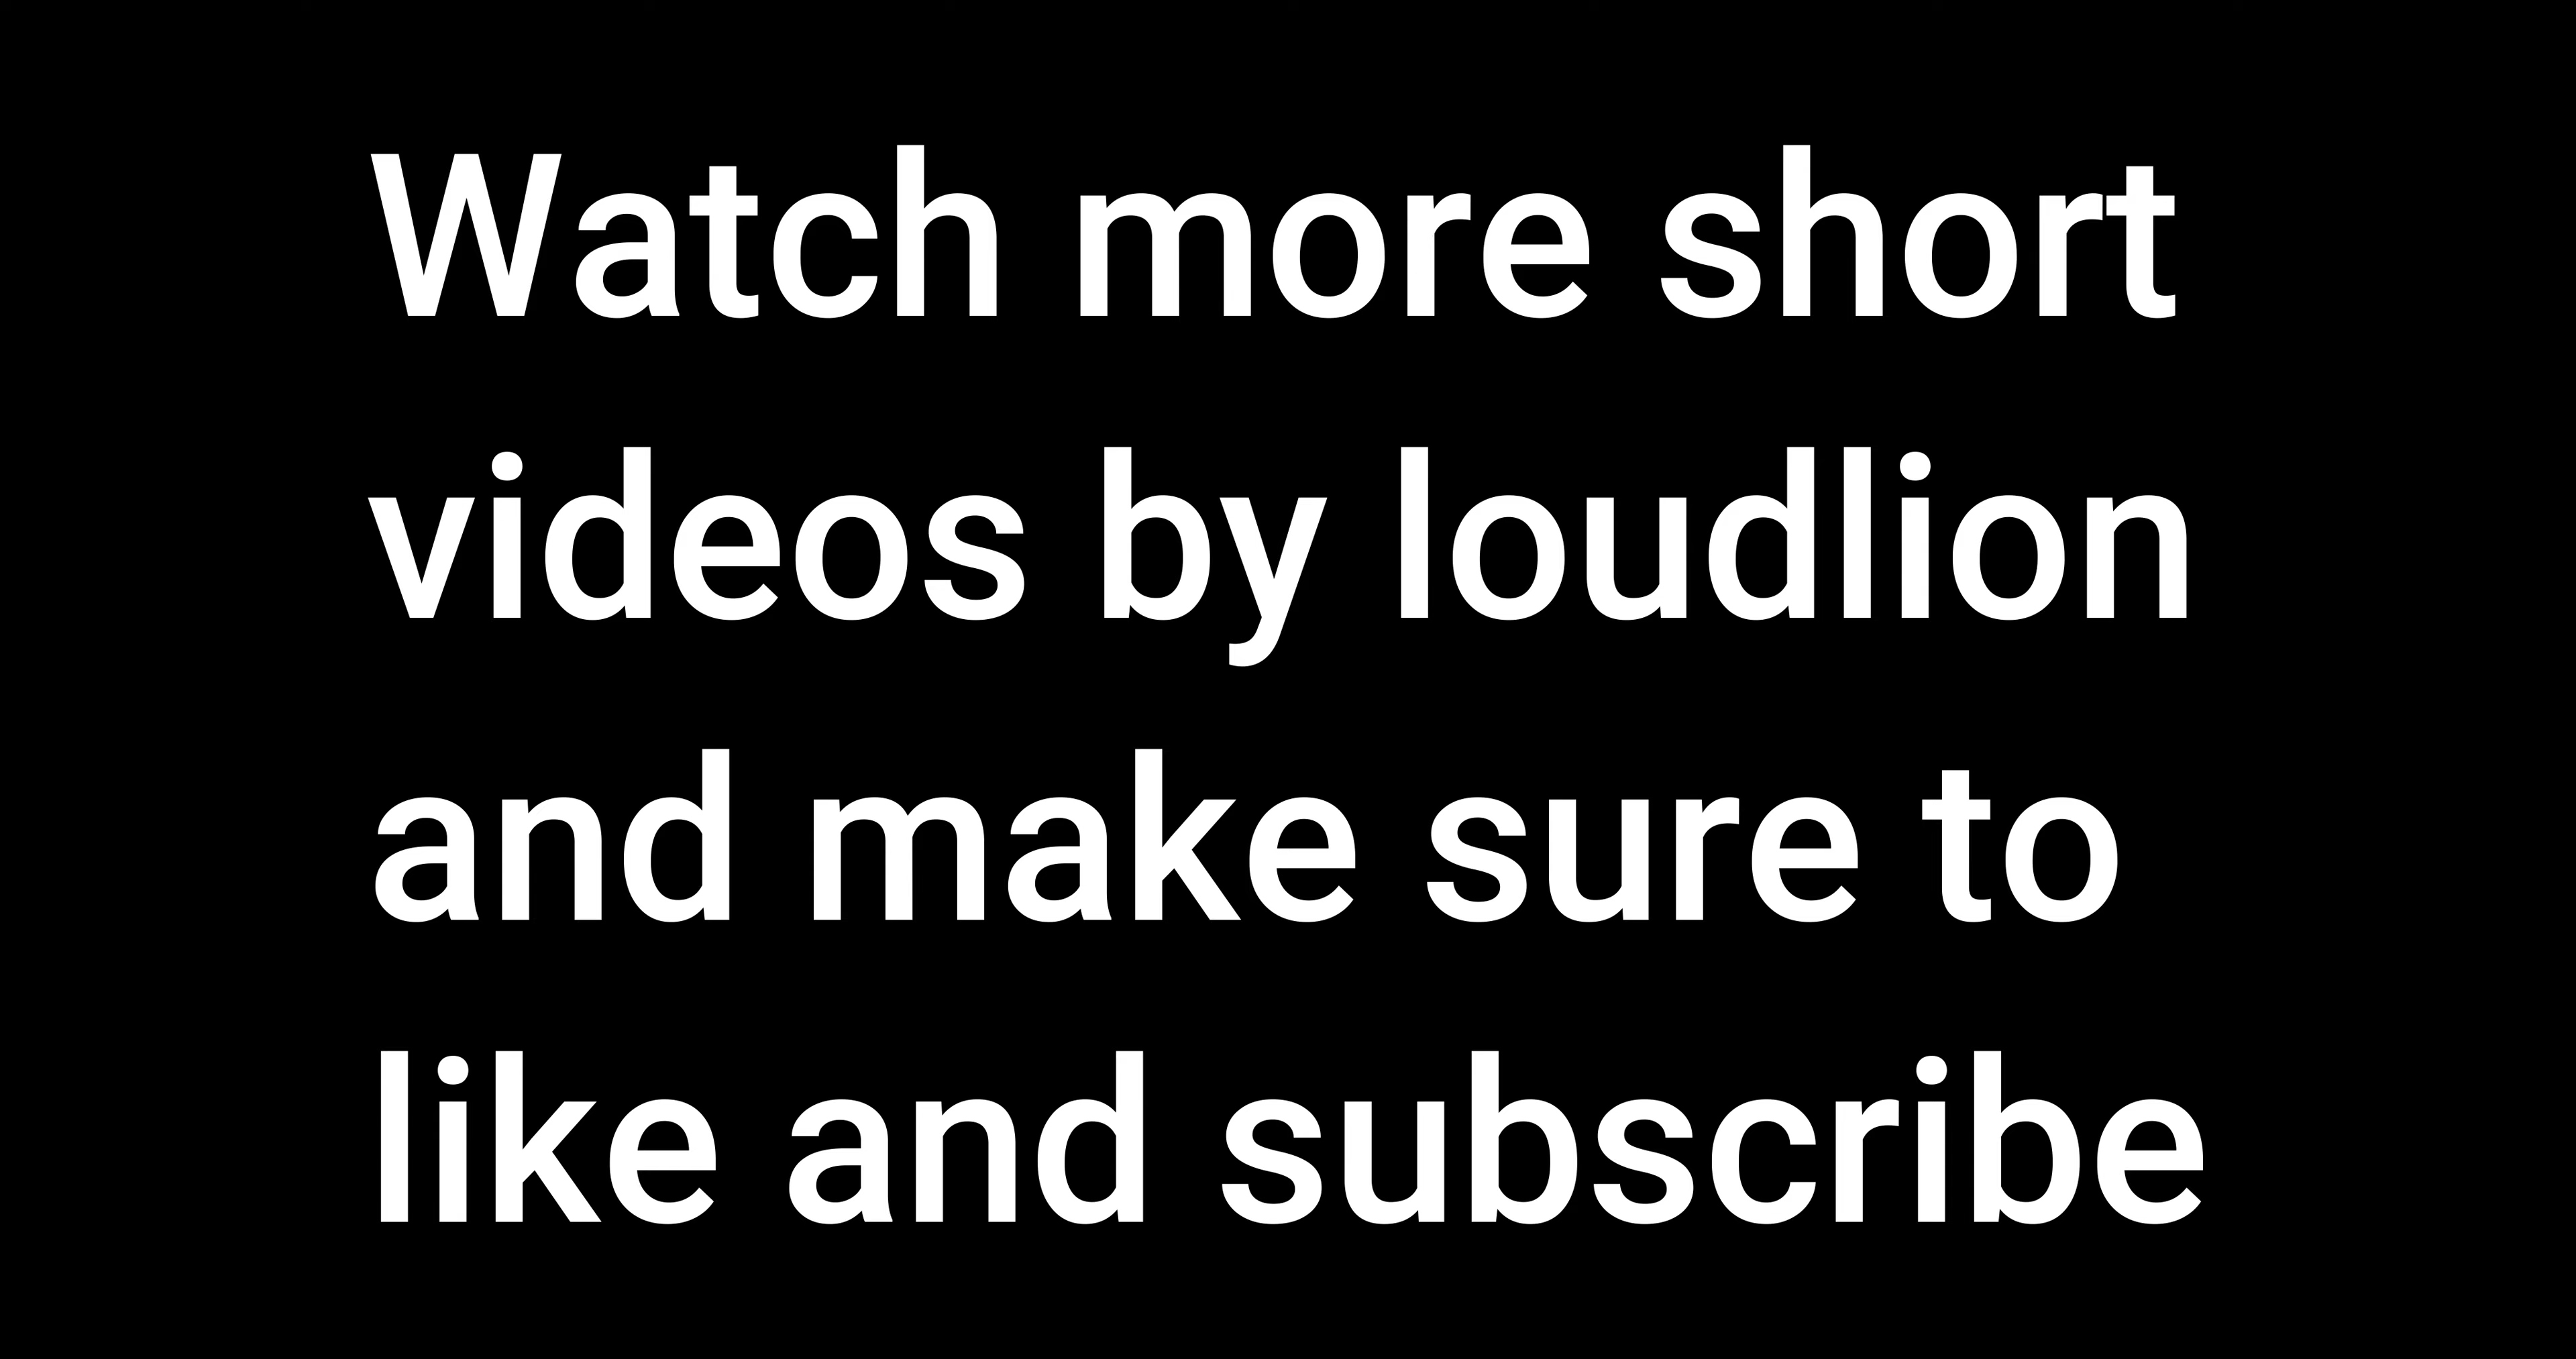 Watch more short
videos by loudlion
and make sure to
like and subscribe